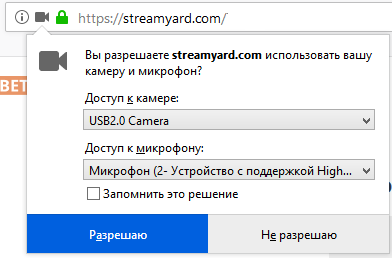 https://streamyard.com/
ВЕТ
Вы разрешаете streamyard.com использовать вашу
камеру и микрофон?
Доступ к камере:
USB2.0 Camera
Доступ к микрофону:
Микрофон (2- Устройство с поддержкой High...
Запомнить это решение
Разрешаю
Не разрешаю